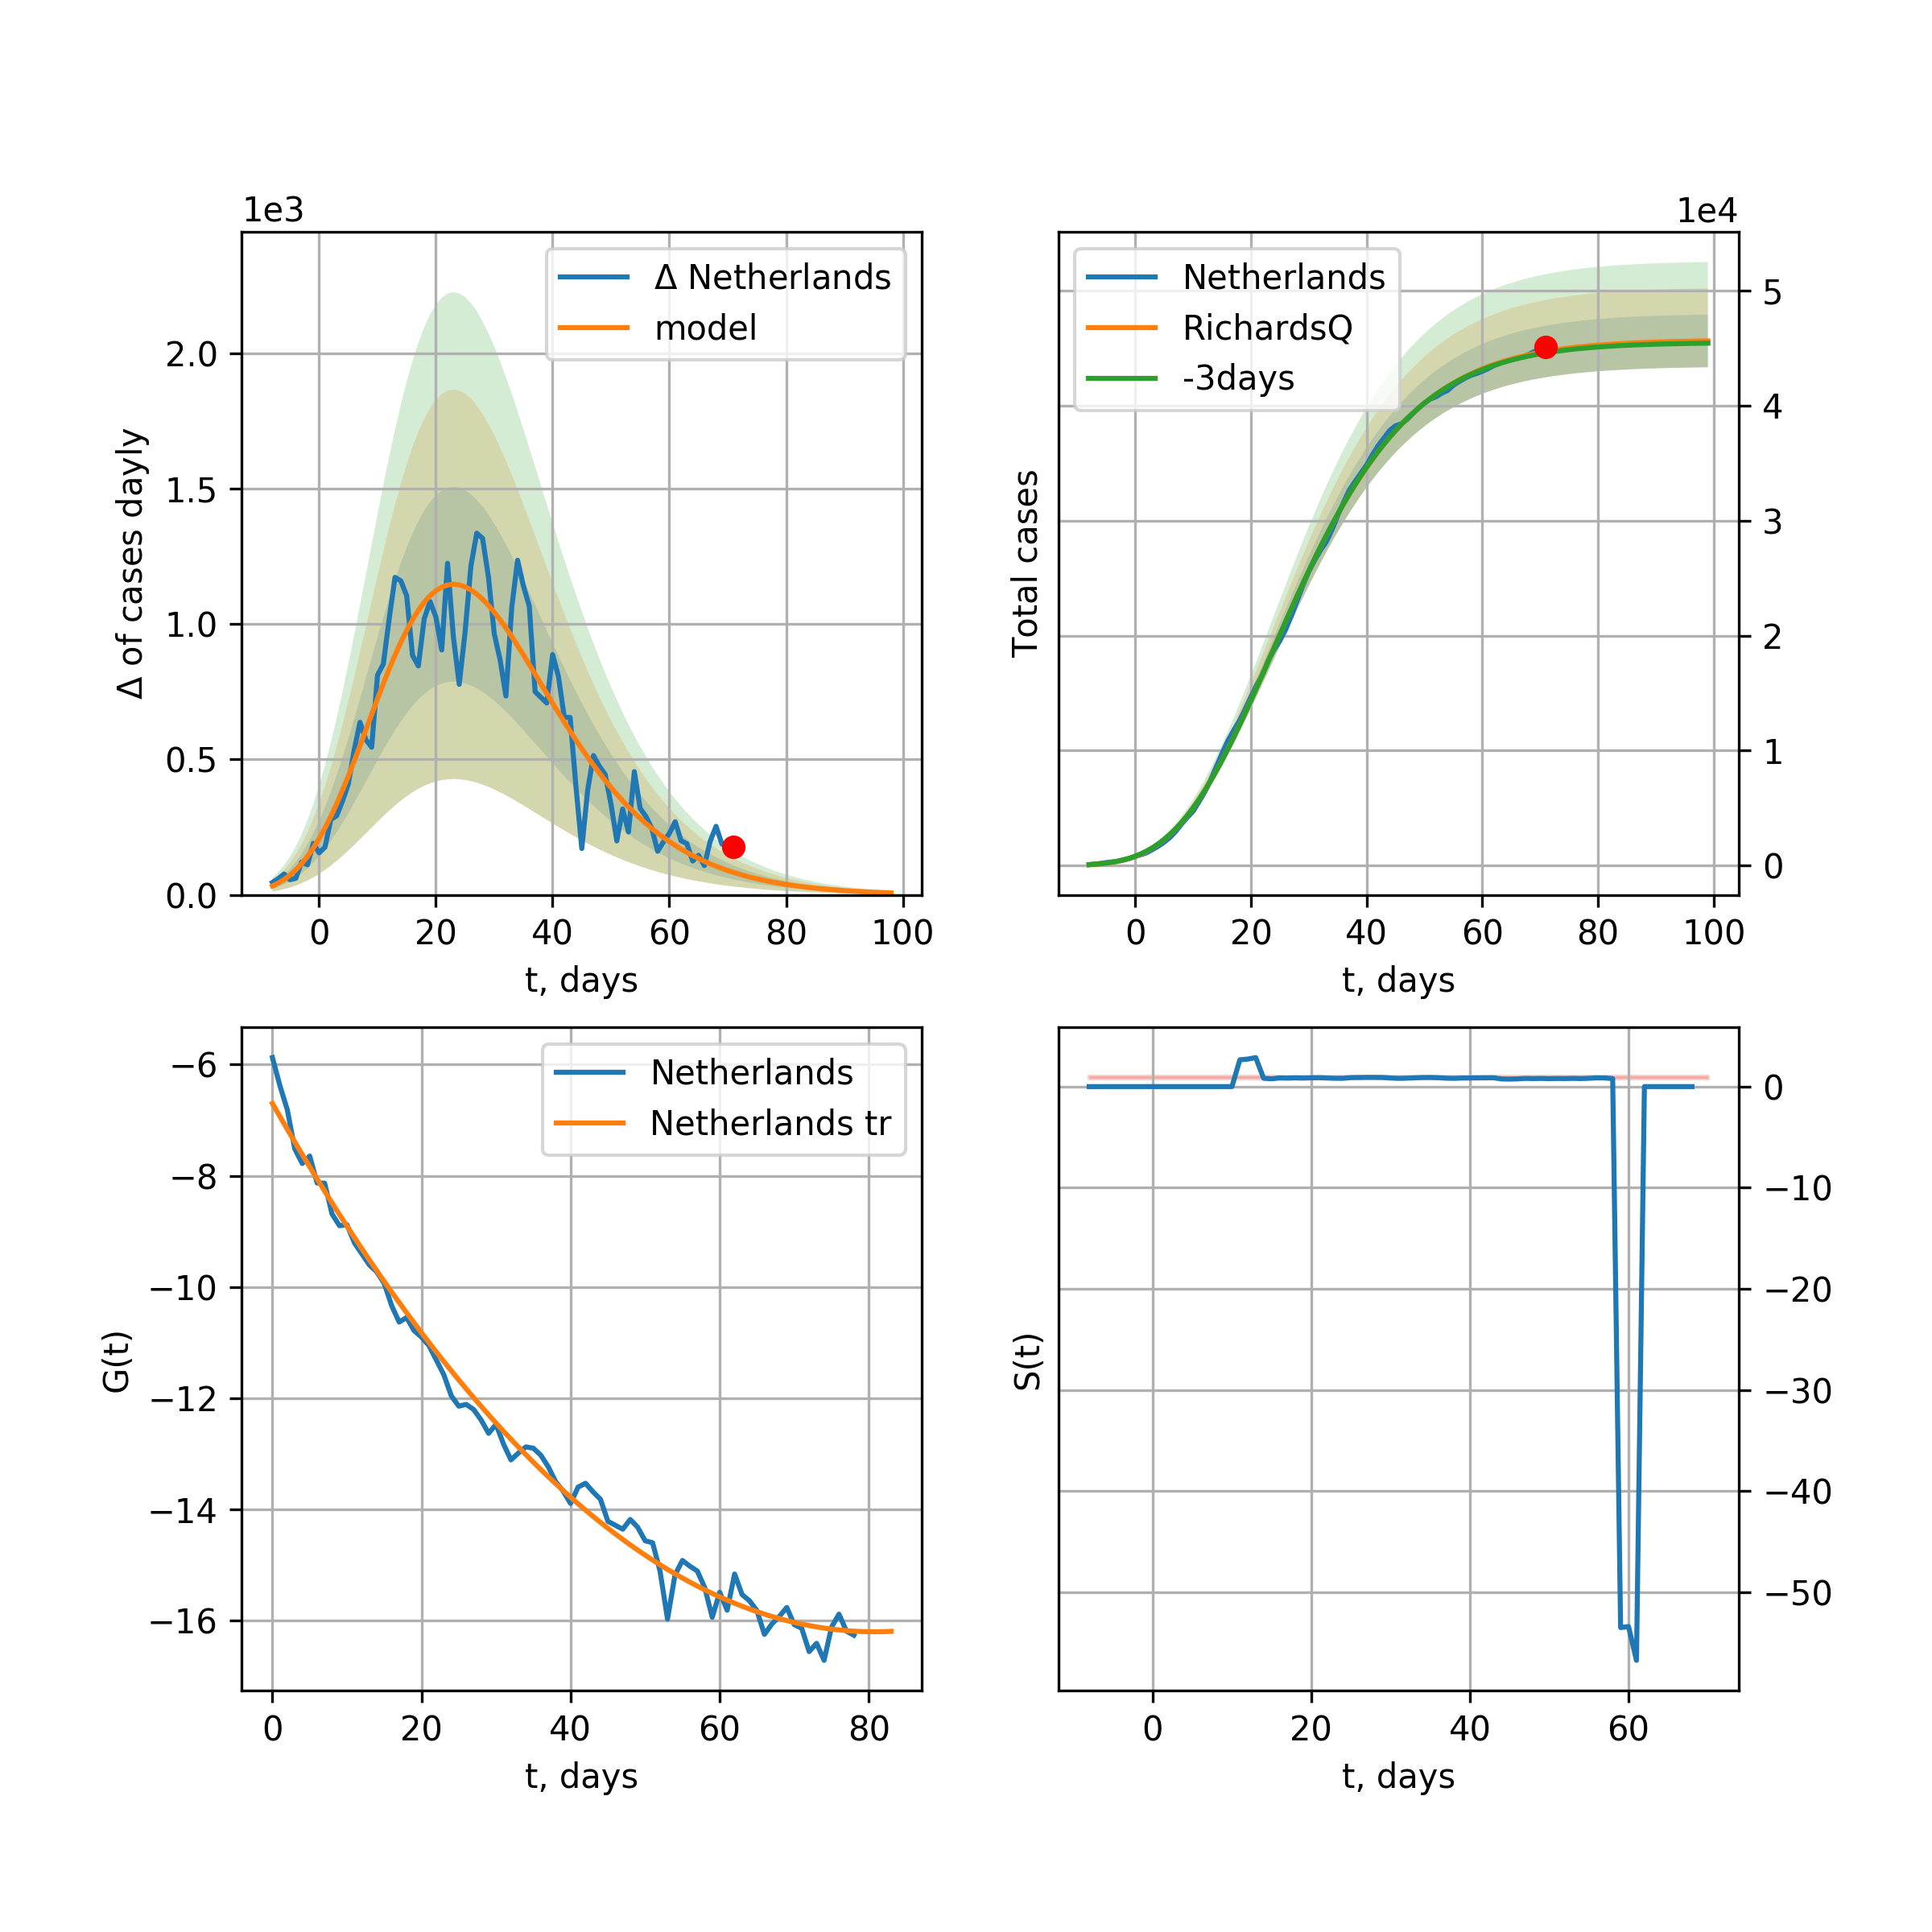 1e3
Δ Netherlands
model
2.0
1.5
1.0
0.5
0.0
Δ of cases dayly
0 20 40 60 80 100
t, days
1e4
Netherlands
RichardsQ
-3days
5
4
3
2
1
0
Total cases
0 20 40 60 80 100
t, days
Netherlands
Netherlands tr
−6
−8
−10
−12
−14
−16
G(t)
0 20 40 60 80
t, days
0
−10
−20
−30
−40
−50
S(t)
0 20 40 60
t, days